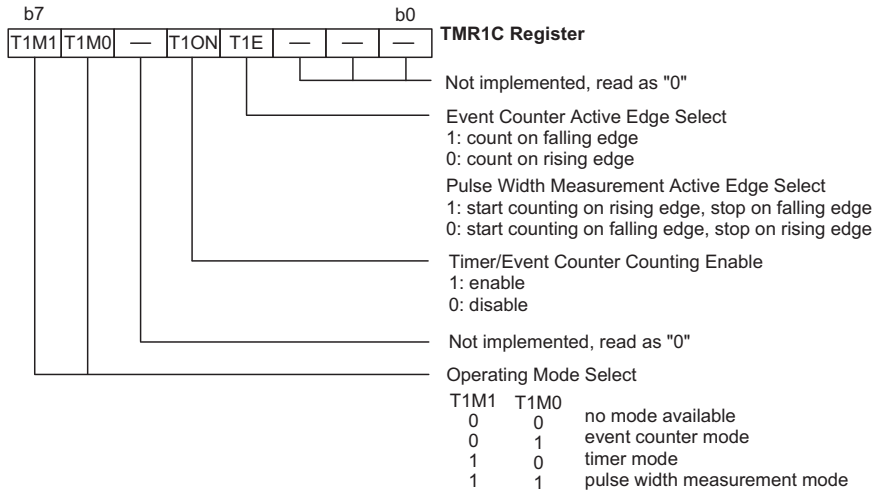 b7 b0
TMR1C Register
T1M1 T1M0 — T1ON T1E — — —
Not implemented, read as "0"
Event Counter Active Edge Select
1: count on falling edge
0: count on rising edge
Pulse Width Measurement Active Edge Select
1: start counting on rising edge, stop on falling edge
0: start counting on falling edge, stop on rising edge
Timer/Event Counter Counting Enable
1: enable
0: disable
Not implemented, read as "0"
Operating Mode Select
T1M1 T1M0
0 0 no mode available
0 1 event counter mode
1 0 timer mode
1 1 pulse width measurement mode